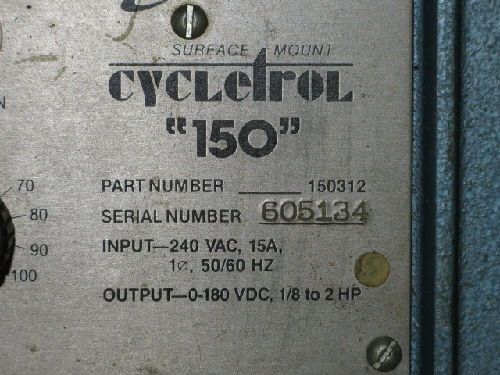 SURFACE MOUNT
cycletrol
"150"
PART NUMBER 150312
SERIAL NUMBER 605134
INPUT—240 VAC, 15A,
1ø, 50/60 HZ
OUTPUT—0-180 VDC, 1/8 to 2 HP
N
70
80
90
100